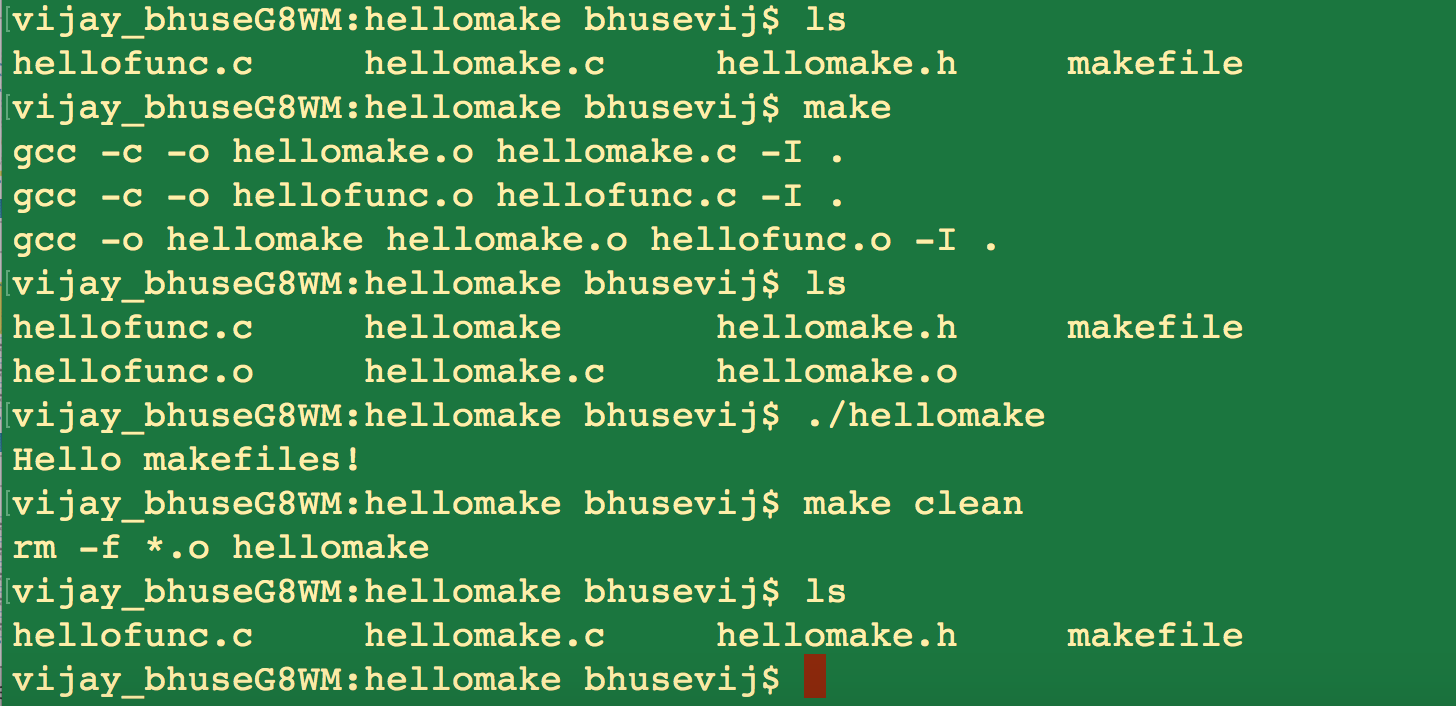 vijay_bhuseG8WM:hellomake bhusevij$ ls
hellofunc.c     hellomake.c     hellomake.h     makefile
vijay_bhuseG8WM:hellomake bhusevij$ make
gcc -c -o hellomake.o hellomake.c -I .
gcc -c -o hellofunc.o hellofunc.c -I .
gcc -o hellomake hellomake.o hellofunc.o -I .
vijay_bhuseG8WM:hellomake bhusevij$ ls
hellofunc.c     hellomake       hellomake.h     makefile
hellofunc.o     hellomake.c     hellomake.o
vijay_bhuseG8WM:hellomake bhusevij$ ./hellomake
Hello makefiles!
vijay_bhuseG8WM:hellomake bhusevij$ make clean
rm -f *.o hellomake
vijay_bhuseG8WM:hellomake bhusevij$ ls
hellofunc.c     hellomake.c     hellomake.h     makefile
vijay_bhuseG8WM:hellomake bhusevij$